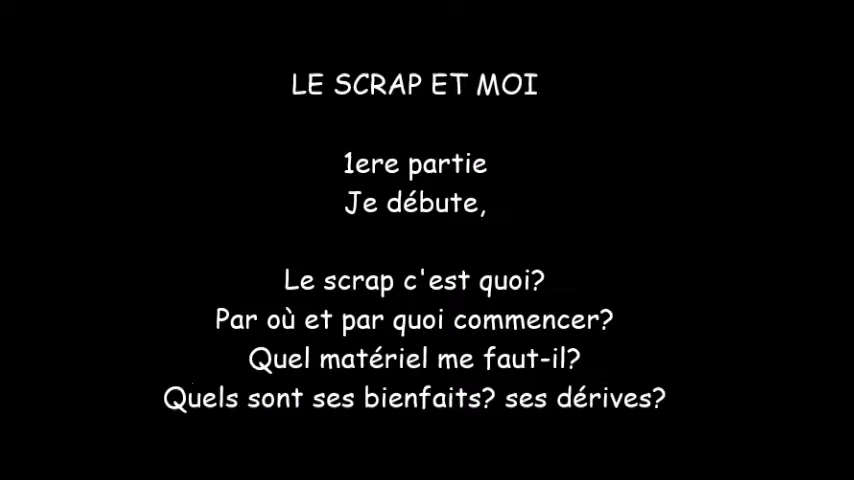 LE SCRAP ET MOI
1ere partie
Je débute,
Le scrap c'est quoi?
Par où et par quoi commencer?
Quel matériel me faut-il?
Quels sont ses bienfaits? ses dérives?